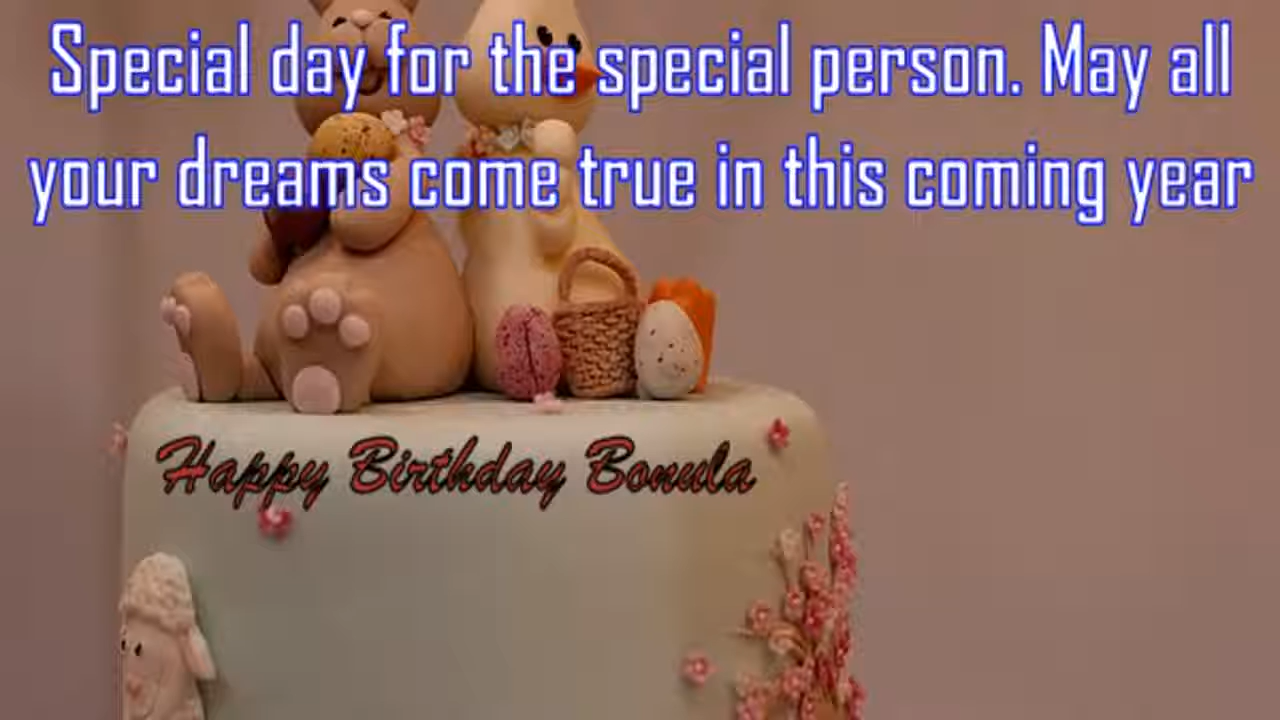 Special day for the special person. May all
your dreams come true in this coming year
Happy Birthday Bonula